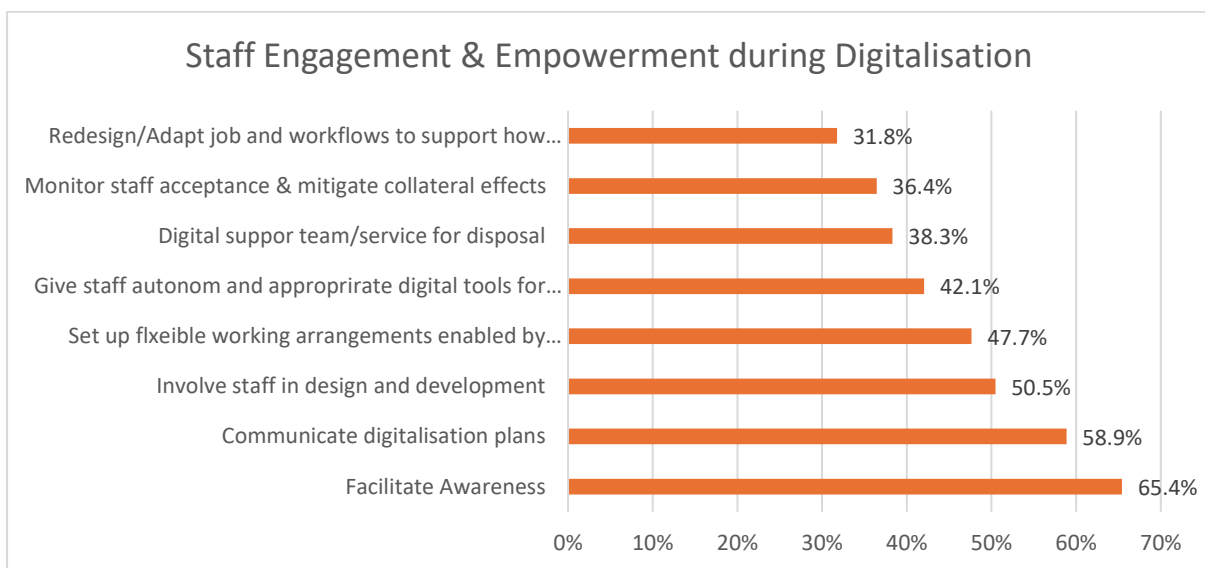 Staff Engagement & Empowerment during Digitalisation
Redesign/Adapt job and workflows to support how... 31.8%
Monitor staff acceptance & mitigate collateral effects 36.4%
Digital suppor team/service for disposal 38.3%
Give staff autonom and approprirate digital tools for... 42.1%
Set up flxeible working arrangements enabled by... 47.7%
Involve staff in design and development 50.5%
Communicate digitalisation plans 58.9%
Facilitate Awareness 65.4%
0% 10% 20% 30% 40% 50% 60% 70%